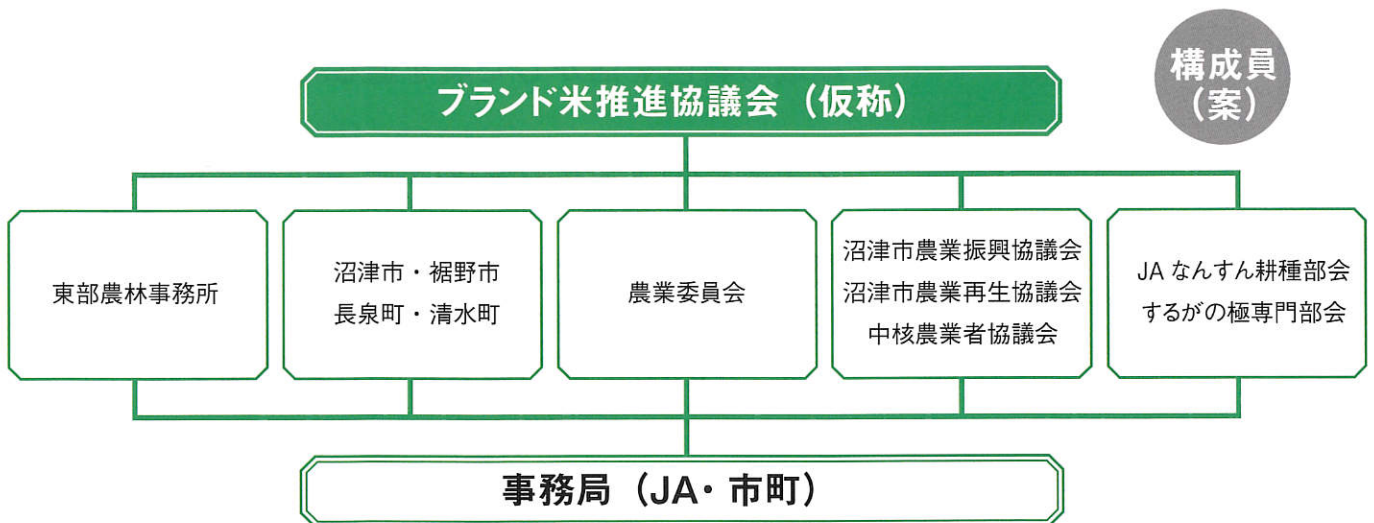 構成員
（案）
ブランド米推進協議会（仮称）
東部農林事務所
沼津市・裾野市
長泉町・清水町
農業委員会
沼津市農業振興協議会
沼津市農業再生協議会
中核農業者協議会
JAなんすん耕種部会
するがの極専門部会
事務局（JA・市町）